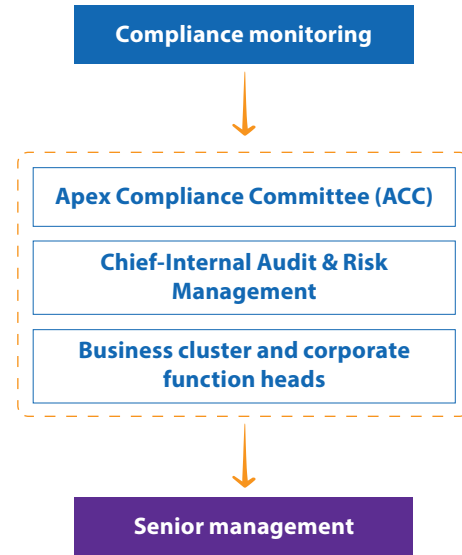 Compliance monitoring
Apex Compliance Committee (ACC)
Chief-Internal Audit & Risk
Management
Business cluster and corporate
function heads
Senior management